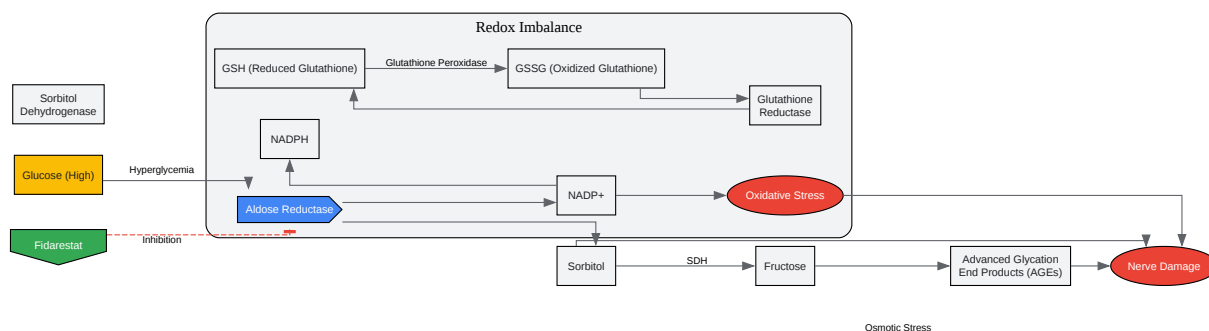 Redox Imbalance
GSH (Reduced Glutathione)
Glutathione Peroxidase
GSSG (Oxidized Glutathione)
Sorbitol
Dehydrogenase
Glutathione
Reductase
NADPH
Glucose (High)
Hyperglycemia
Aldose Reductase
NADP+
Oxidative Stress
Fidarestat
Inhibition
Sorbitol
SDH
Fructose
Advanced Glycation
End Products (AGEs)
Nerve Damage
Osmotic Stress